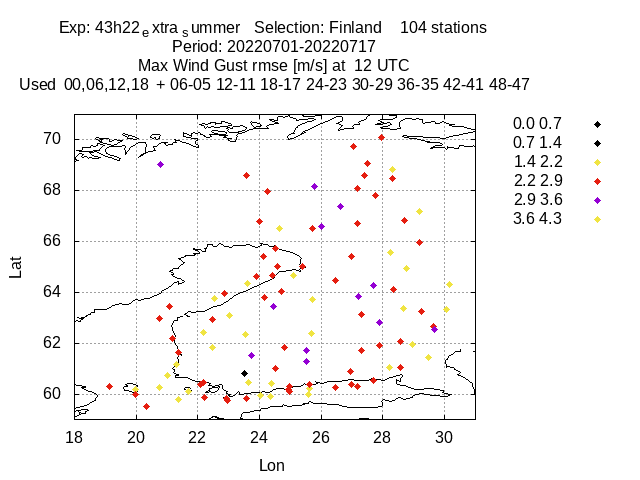 Exp: 43h22 e xtra s ummer   Selection: Finland    104 stations
Period: 20220701-20220717
Max Wind Gust rmse [m/s] at  12 UTC
Used  00,06,12,18  + 06-05 12-11 18-17 24-23 30-29 36-35 42-41 48-47
0.0 0.7
0.7 1.4
1.4 2.2
2.2 2.9
2.9 3.6
3.6 4.3
Lat
70
68
66
64
62
60
18 20 22 24 26 28 30
Lon